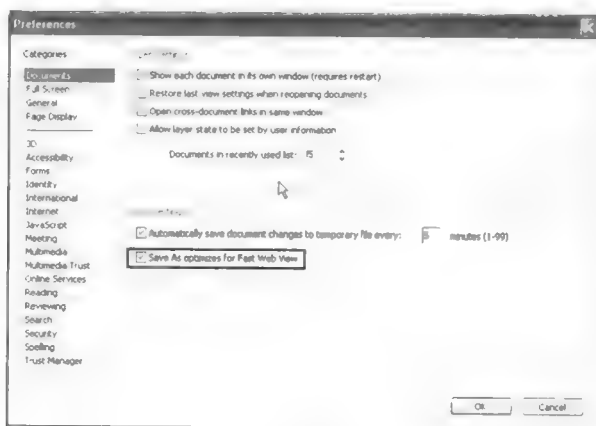 Preferences
Categories
Documents
Full Screen
General
Page Display
3D
Accessibility
Forms
Identity
International
Internet
JavaScript
Meeting
Multimedia
Multimedia Trust
Online Services
Reading
Reviewing
Search
Security
Spelling
Trust Manager
Show each document in its own window (requires restart)
Restore last view settings when reopening documents
Open cross-document links in same window
Allow layer state to be set by user information
Documents in recently used list:
Automatically save document changes to temporary file every: minutes (1-99)
Save As optimizes for Fast Web View
OK Cancel